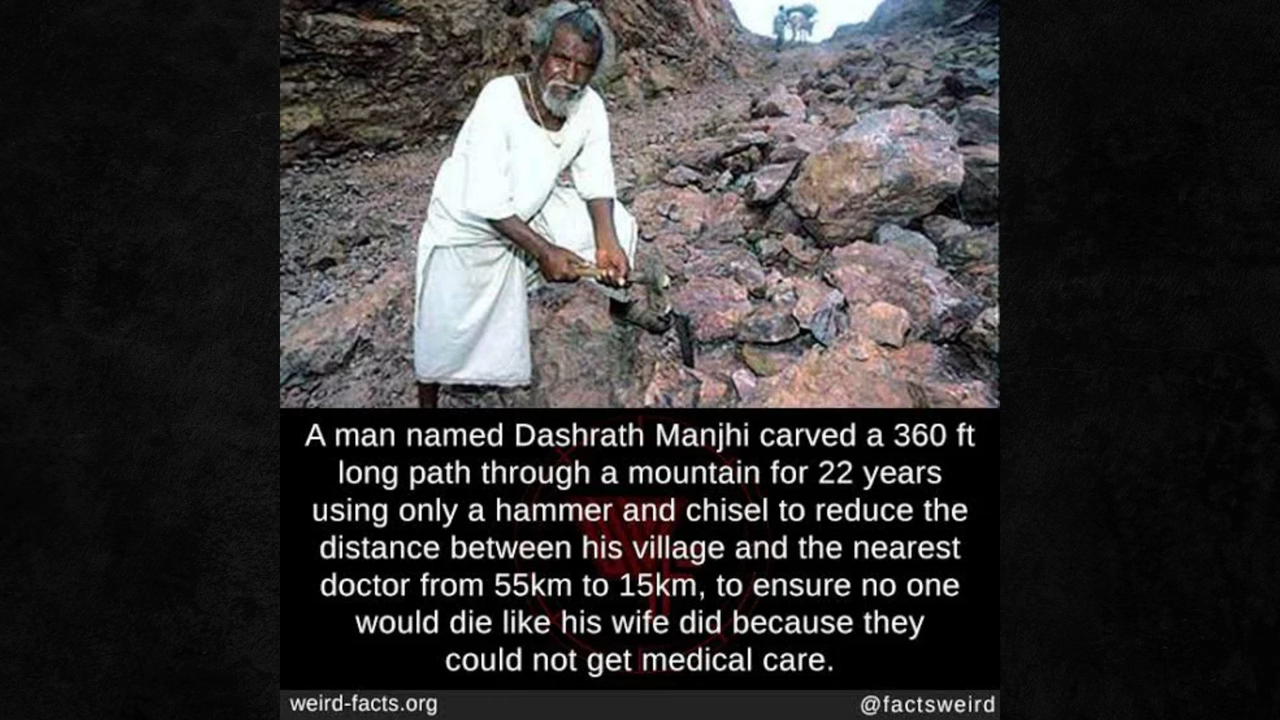 A man named Dashrath Manjhi carved a 360 ft
long path through a mountain for 22 years
using only a hammer and chisel to reduce the
distance between his village and the nearest
doctor from 55km to 15km, to ensure no one
would die like his wife did because they
could not get medical care.
weird-facts.org
@factsweird